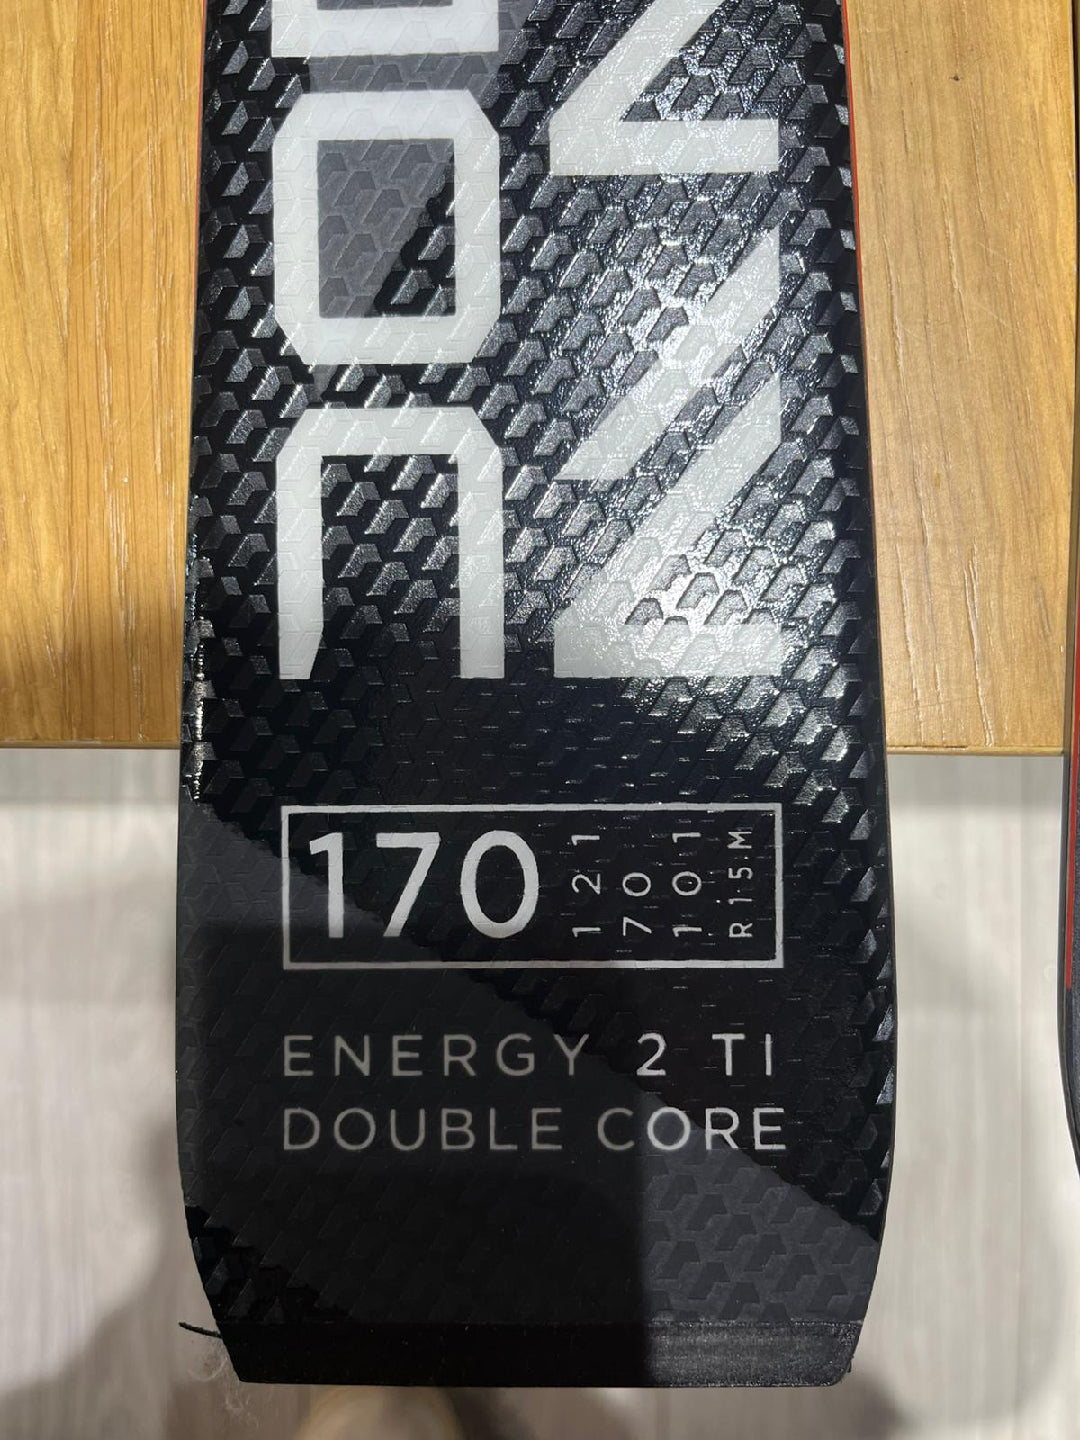 170
121
70
101
R15M
ENERGY 2 TI
DOUBLE CORE